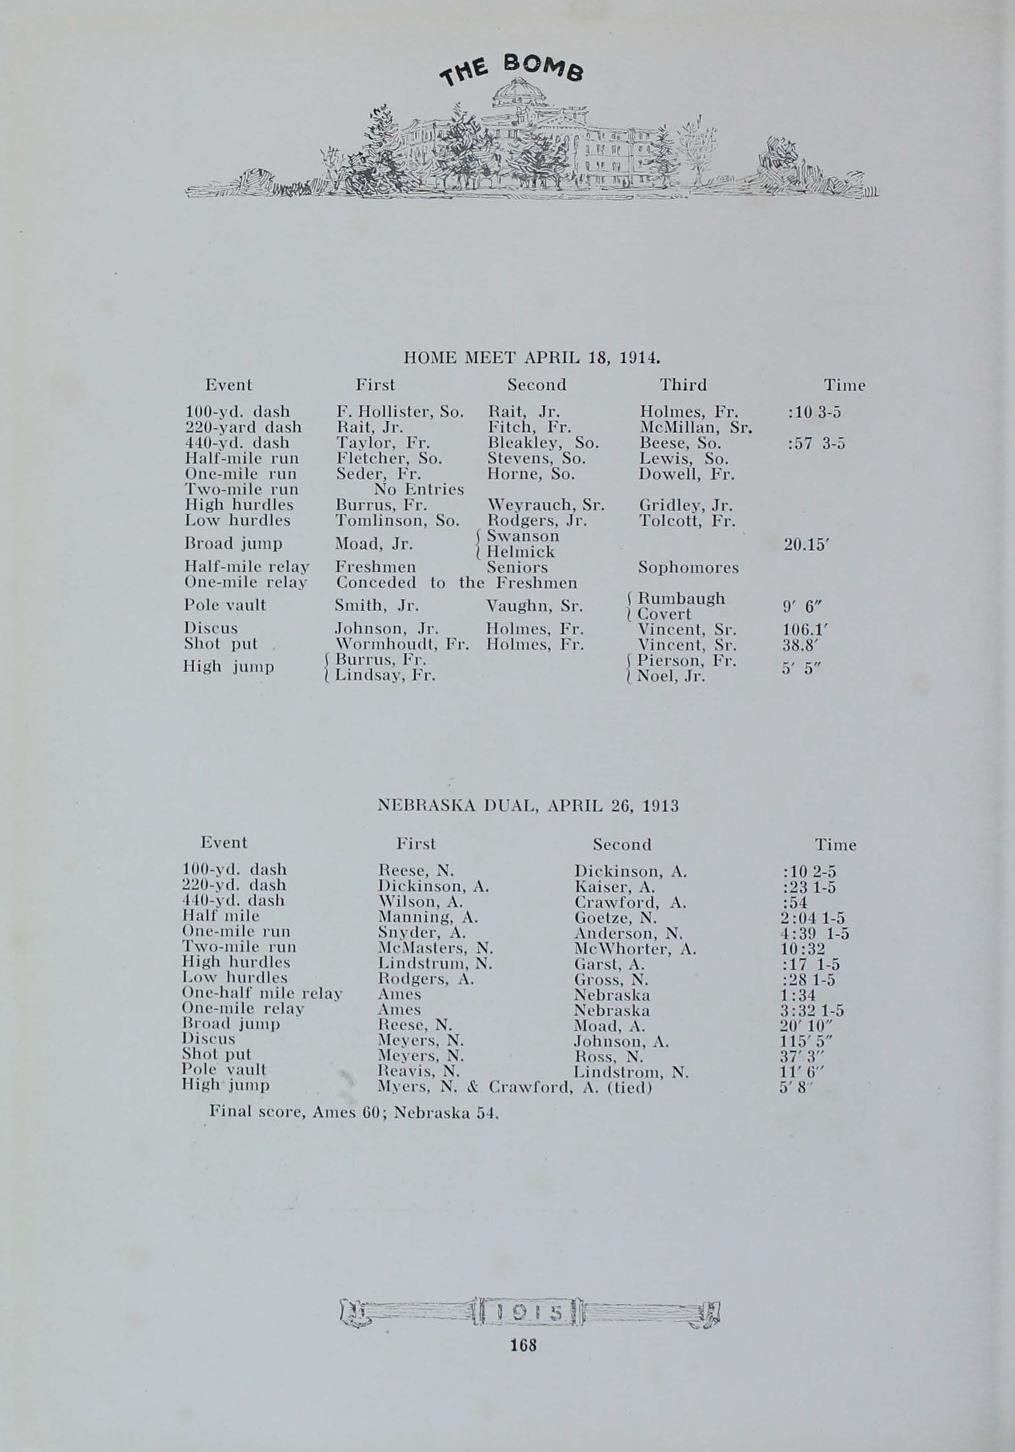 THE BOMB
HOME MEET APRIL 18, 1914.
Event First Second Third Time
100-yd. dash F. Hollister, So. Rait, Jr. Holmes, Fr. :10 3-5
220-yard dash Rait, Jr. Fitch, Fr. McMillan, Sr.
440-yd. dash Taylor, Fr. Bleakley, So. Beese, So. :57 3-5
Half-mile run Fletcher, So. Stevens, So. Lewis, So.
One-mile run Seder, Fr. Horne, So. Dowell, Fr.
Two-mile run No Entries
High hurdles Burrus, Fr. Weyrauch, Sr. Gridley, Jr.
Low hurdles Tomlinson, So. Rodgers, Jr. Tolcott, Fr.
Broad jump Moad, Jr. { Swanson 20.15′
{ Helmick
Half-mile relay Freshmen Seniors Sophomores
One-mile relay Conceded to the Freshmen
Pole vault Smith, Jr. Vaughn, Sr. { Rumbaugh 9′ 6″
{ Covert
Discus Johnson, Jr. Holmes, Fr. Vincent, Sr. 106.1′
Shot put Wormhoudt, Fr. Holmes, Fr. Vincent, Sr. 38.8′
High jump { Burrus, Fr. { Pierson, Fr. 5′ 5″
{ Lindsay, Fr. { Noel, Jr.
NEBRASKA DUAL, APRIL 26, 1913
Event First Second Time
100-yd. dash Reese, N. Dickinson, A. :10 2-5
220-yd. dash Dickinson, A. Kaiser, A. :23 1-5
440-yd. dash Wilson, A. Crawford, A. :54
Half mile Manning, A. Goetze, N. 2:04 1-5
One-mile run Snyder, A. Anderson, N. 4:39 1-5
Two-mile run McMasters, N. McWhorter, A. 10:32
High hurdles Lindstrum, N. Garst, A. :17 1-5
Low hurdles Rodgers, A. Gross, N. :28 1-5
One-half mile relay Ames Nebraska 1:34
One-mile relay Ames Nebraska 3:32 1-5
Broad jump Reese, N. Moad, A. 20′ 10″
Discus Meyers, N. Johnson, A. 115′ 5″
Shot put Meyers, N. Ross, N. 37′ 3″
Pole vault Reavis, N. Lindstrom, N. 11′ 6″
High jump Myers, N. & Crawford, A. (tied) 5′ 8″
Final score, Ames 60; Nebraska 54.
1915
168